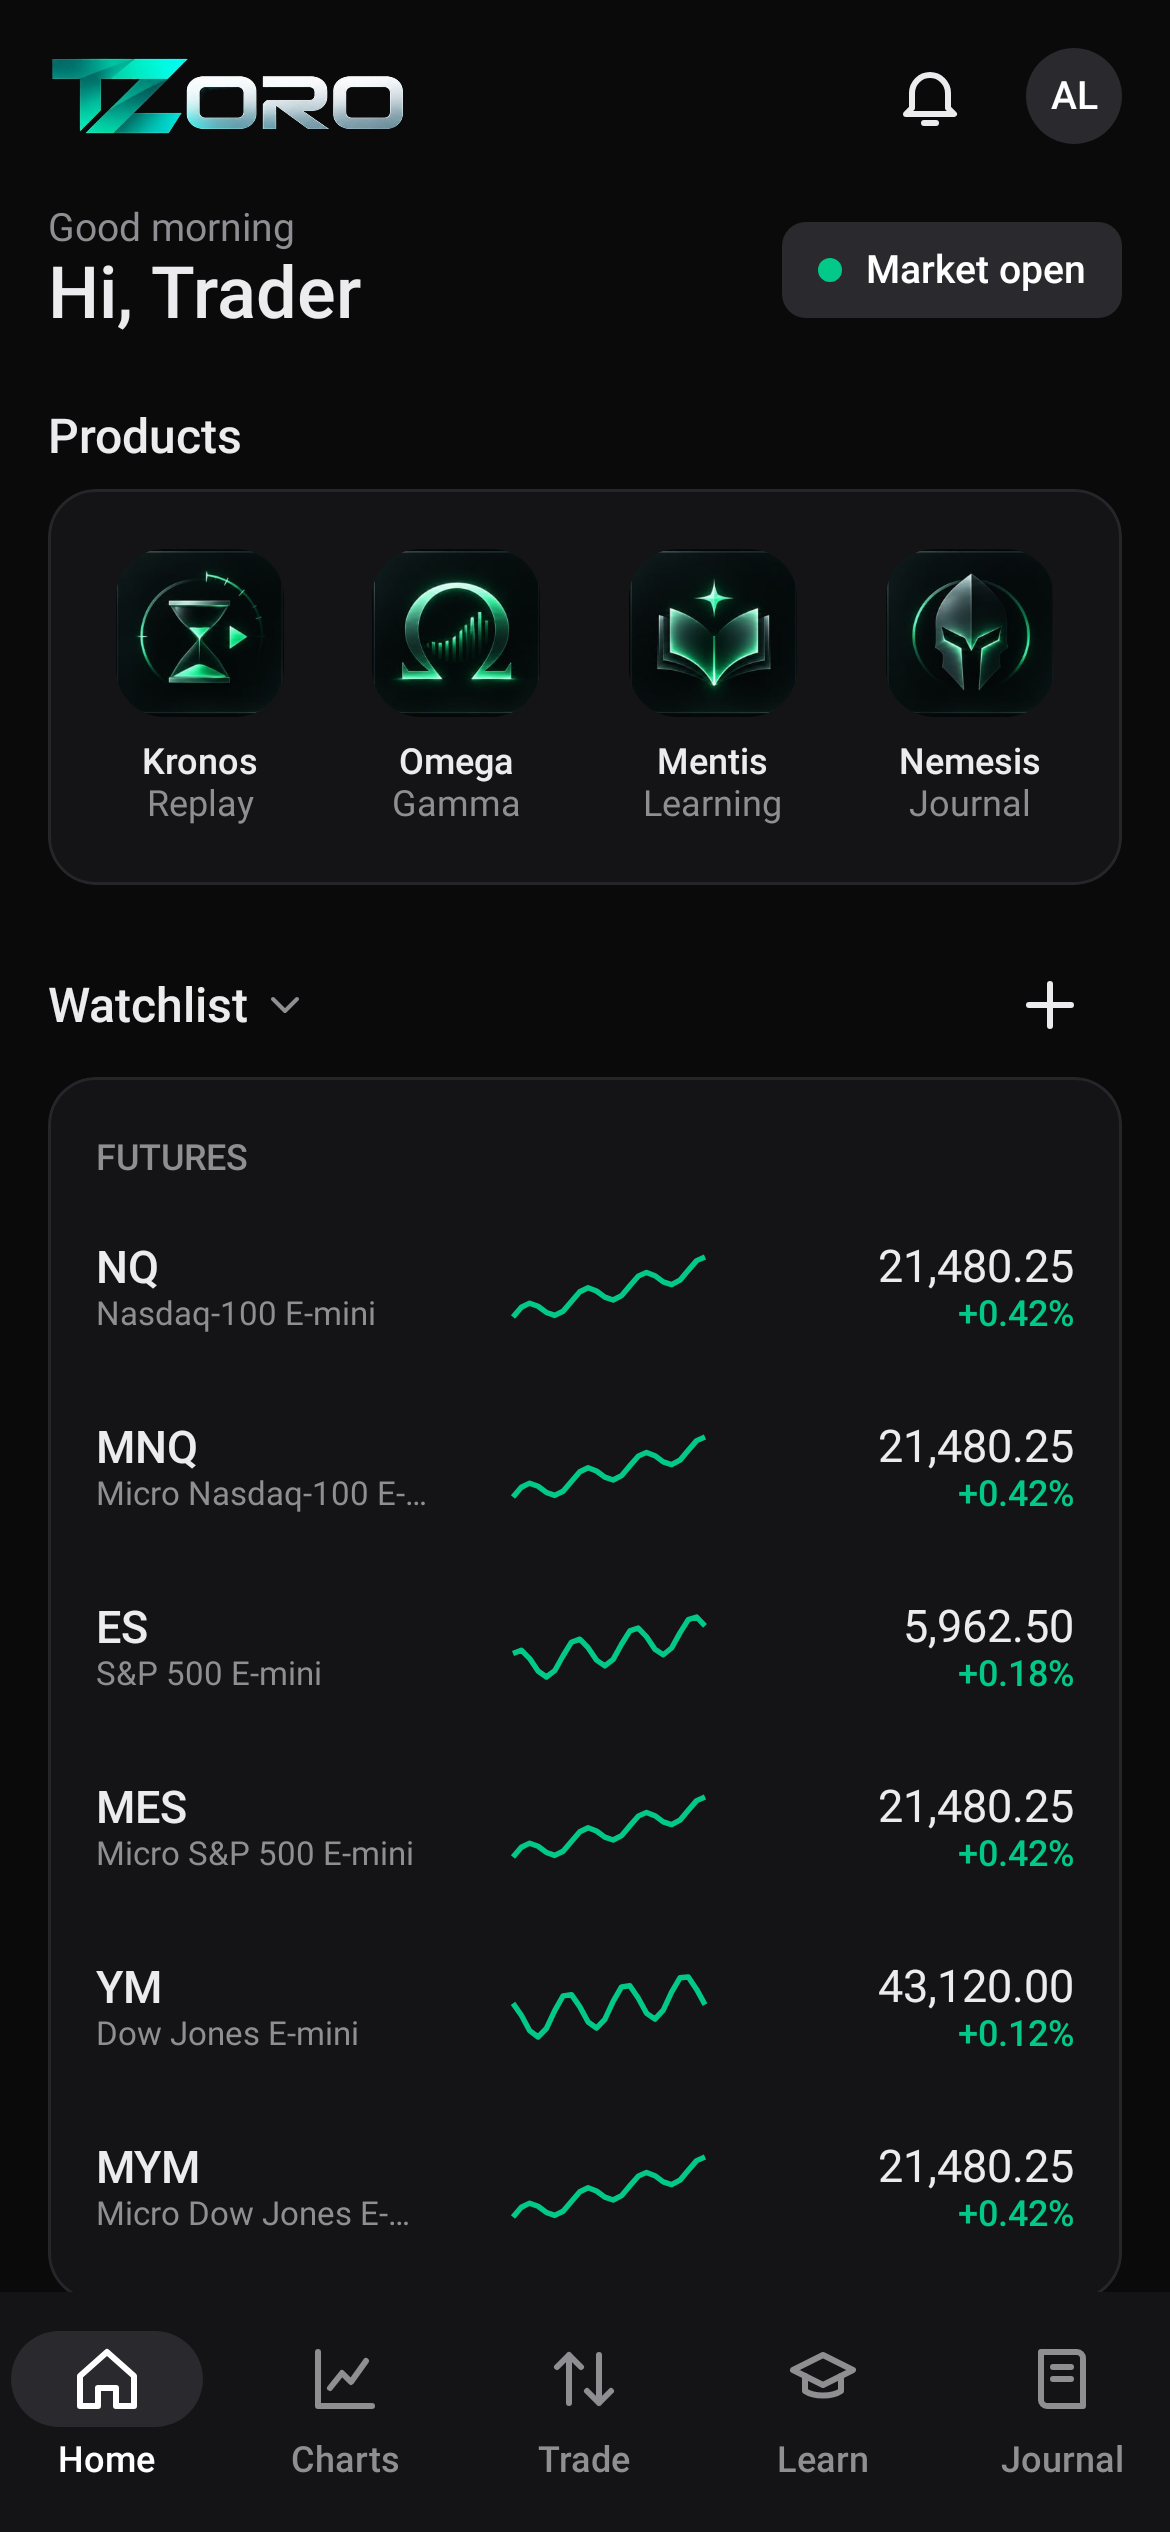 TZORO
AL
Good morning
Hi, Trader
Market open
Products
Kronos
Replay
Omega
Gamma
Mentis
Learning
Nemesis
Journal
Watchlist
FUTURES
NQ
Nasdaq-100 E-mini
21,480.25
+0.42%
MNQ
Micro Nasdaq-100 E-...
21,480.25
+0.42%
ES
S&P 500 E-mini
5,962.50
+0.18%
MES
Micro S&P 500 E-mini
21,480.25
+0.42%
YM
Dow Jones E-mini
43,120.00
+0.12%
MYM
Micro Dow Jones E-...
21,480.25
+0.42%
Home
Charts
Trade
Learn
Journal